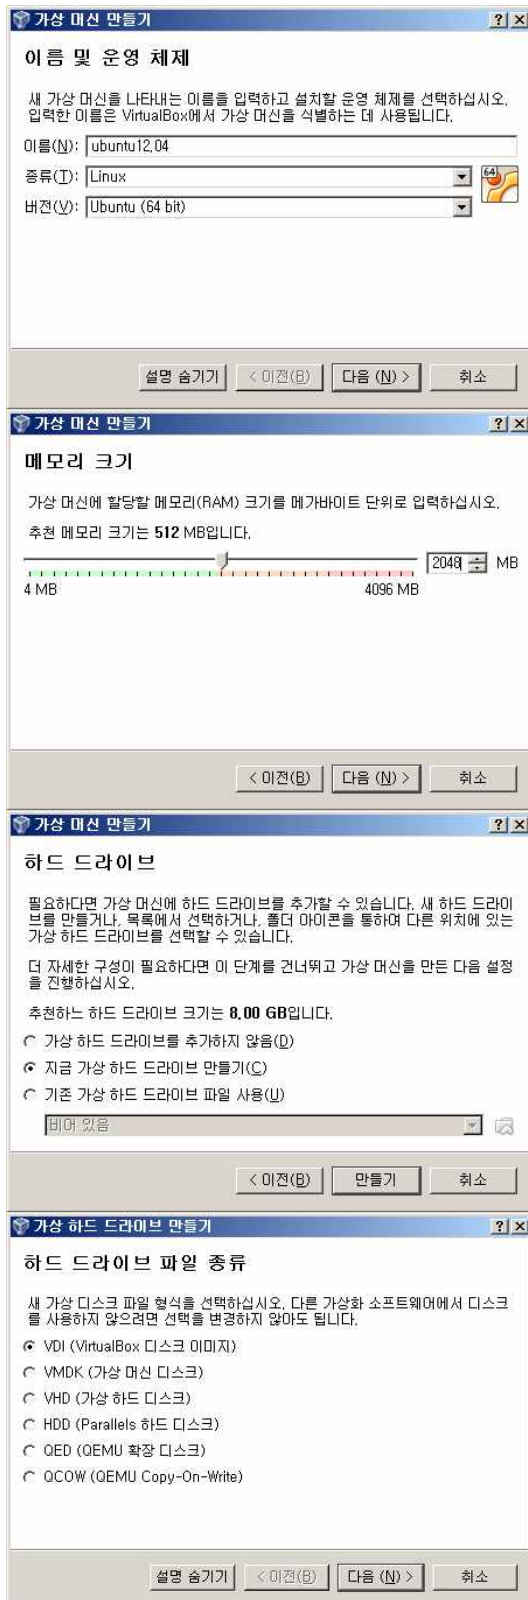 가상 머신 만들기
이름 및 운영 체제
새 가상 머신을 나타내는 이름을 입력하고 설치할 운영 체제를 선택하십시오.
입력한 이름은 VirtualBox에서 가상 머신을 식별하는 데 사용됩니다.
이름(N): ubuntu12.04
종류(T): Linux
64
버전(V): Ubuntu (64 bit)
설명 숨기기 < 이전(B) 다음 (N) > 취소
가상 머신 만들기
메모리 크기
가상 머신에 할당할 메모리(RAM) 크기를 메가바이트 단위로 입력하십시오.
추천 메모리 크기는 512 MB입니다.
2048 MB
4 MB 4096 MB
< 이전(B) 다음 (N) > 취소
가상 머신 만들기
하드 드라이브
필요하다면 가상 머신에 하드 드라이브를 추가할 수 있습니다. 새 하드 드라이
브를 만들거나, 목록에서 선택하거나, 폴더 아이콘을 통하여 다른 위치에 있는
가상 하드 드라이브를 선택할 수 있습니다.
더 자세한 구성이 필요하다면 이 단계를 건너뛰고 가상 머신을 만든 다음 설정
을 진행하십시오.
추천하느 하드 드라이브 크기는 8.00 GB입니다.
가상 하드 드라이브를 추가하지 않음(D)
지금 가상 하드 드라이브 만들기(C)
기존 가상 하드 드라이브 파일 사용(U)
비어 있음
< 이전(B) 만들기 취소
가상 하드 드라이브 만들기
하드 드라이브 파일 종류
새 가상 디스크 파일 형식을 선택하십시오. 다른 가상화 소프트웨어에서 디스크
를 사용하지 않으려면 선택을 변경하지 않아도 됩니다.
VDI (VirtualBox 디스크 이미지)
VMDK (가상 머신 디스크)
VHD (가상 하드 디스크)
HDD (Parallels 하드 디스크)
QED (QEMU 확장 디스크)
QCOW (QEMU Copy-On-Write)
설명 숨기기 < 이전(B) 다음 (N) > 취소